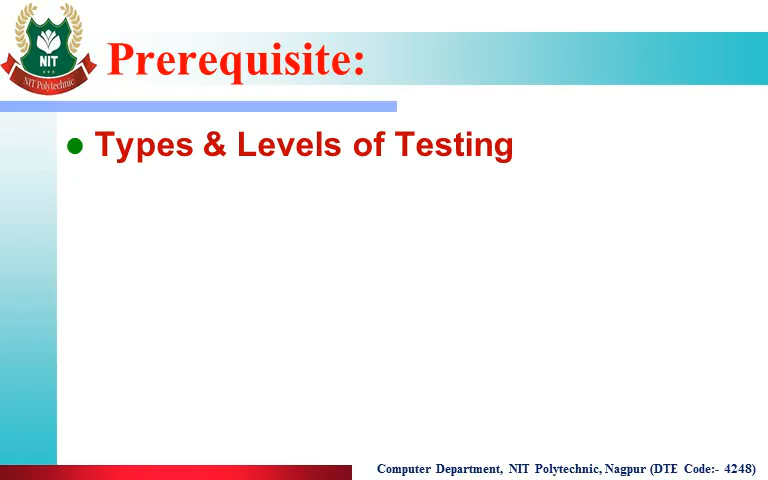 NIT
NIT Polytechnic
Prerequisite:
Types & Levels of Testing
Computer Department, NIT Polytechnic, Nagpur (DTE Code:- 4248)